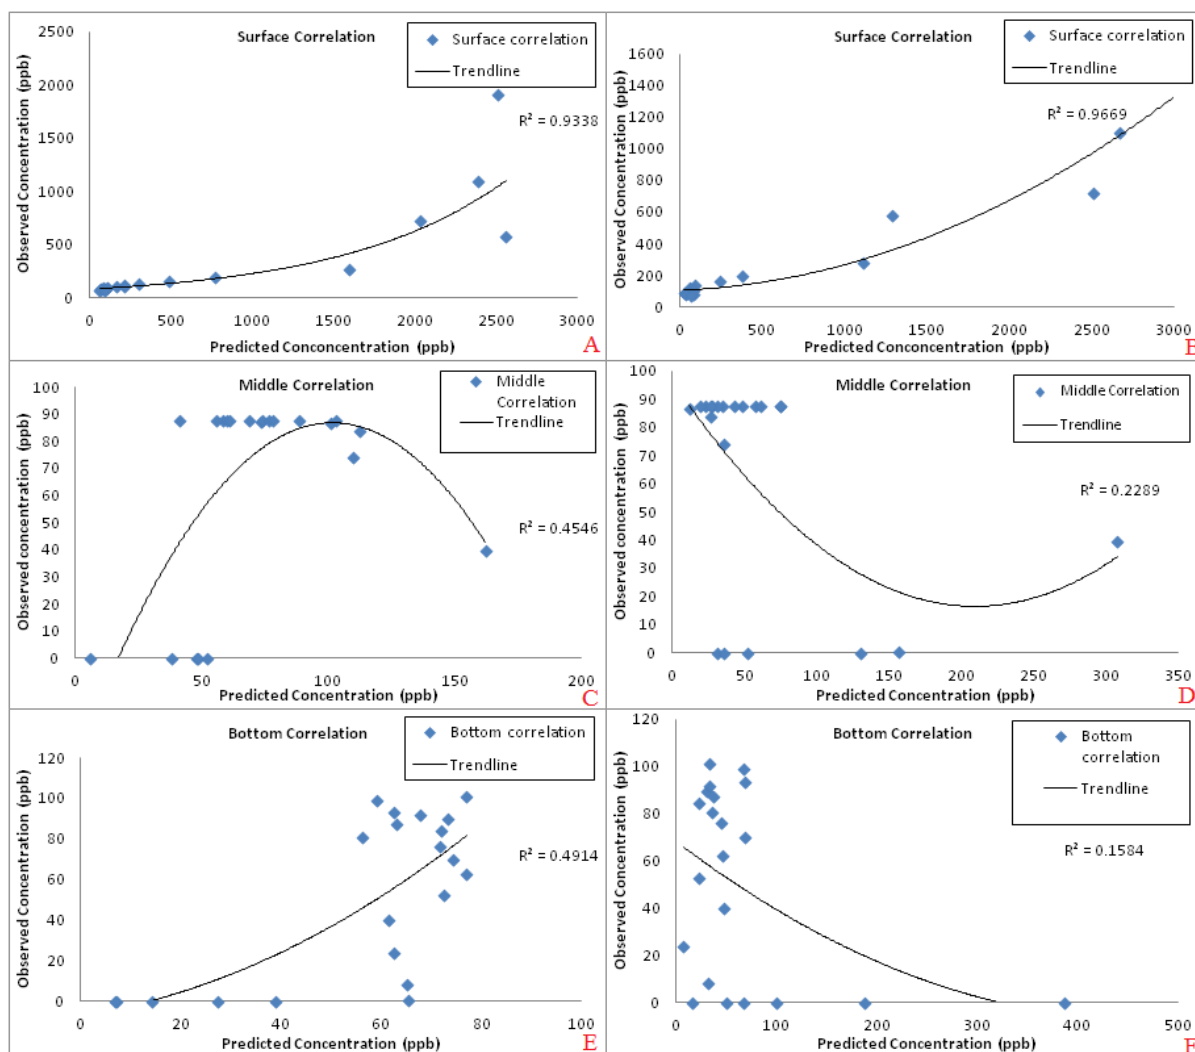 Surface Correlation
Surface correlation
Trendline
R² = 0.9338
Observed Concentration (ppb)
2500
2000
1500
1000
500
0
0 500 1000 1500 2000 2500 3000
Predicted Conconcentration (ppb)
A
Surface Correlation
Surface correlation
Trendline
R² = 0.9669
Observed Concentration (ppb)
1600
1400
1200
1000
800
600
400
200
0
0 500 1000 1500 2000 2500 3000
Predicted Concentration (ppb)
Middle Correlation
Middle
Correlation
Trendline
R² = 0.4546
Observed concentration (ppb)
100
90
80
70
60
50
40
30
20
10
0
0 50 100 150 200
Predicted Concentration (ppb)
C
Middle Correlation
Middle Correlation
Trendline
R² = 0.2289
Observed Concentration (ppb)
100
90
80
70
60
50
40
30
20
10
0
0 50 100 150 200 250 300 350
Predicted Concentration (ppb)
D
Bottom Correlation
Bottom correlation
Trendline
R² = 0.4914
Observed Concentration (ppb)
120
100
80
60
40
20
0
0 20 40 60 80 100
Predicted Concentration (ppb)
E
Bottom Correlation
Bottom
correlation
Trendline
R² = 0.1584
Observed Concentration (ppb)
120
100
80
60
40
20
0
0 100 200 300 400 500
Predicted Concentration (ppb)